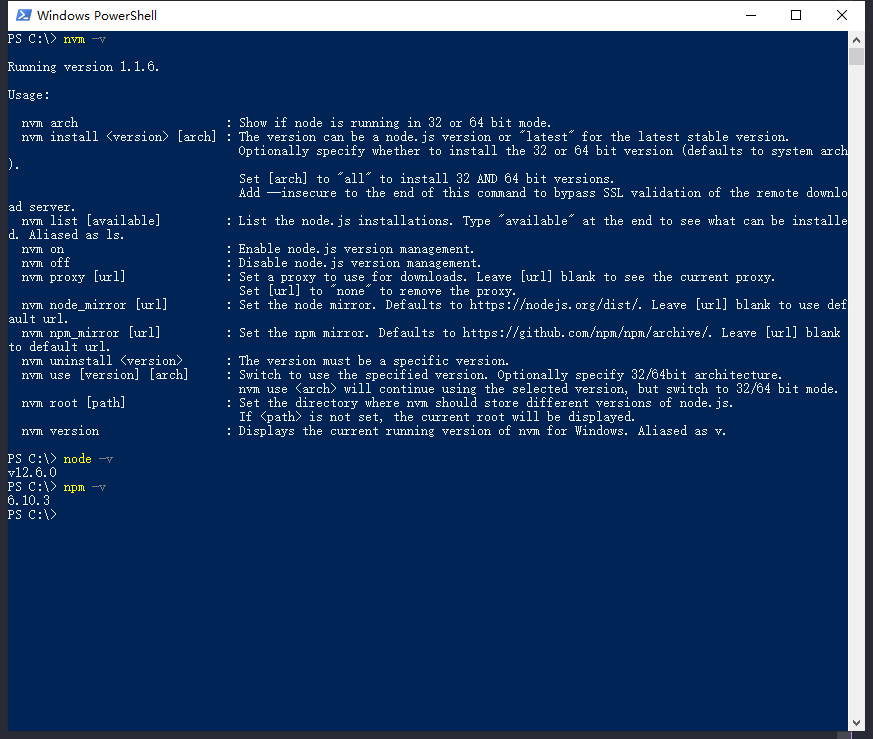 Windows PowerShell
PS C:\> nvm -v
Running version 1.1.6.
Usage:
nvm arch : Show if node is running in 32 or 64 bit mode.
nvm install <version> [arch] : The version can be a node.js version or "latest" for the latest stable version.
Optionally specify whether to install the 32 or 64 bit version (defaults to system arch
).
Set [arch] to "all" to install 32 AND 64 bit versions.
Add --insecure to the end of this command to bypass SSL validation of the remote downlo
ad server.
nvm list [available] : List the node.js installations. Type "available" at the end to see what can be installe
d. Aliased as ls.
nvm on : Enable node.js version management.
nvm off : Disable node.js version management.
nvm proxy [url] : Set a proxy to use for downloads. Leave [url] blank to see the current proxy.
Set [url] to "none" to remove the proxy.
nvm node_mirror [url] : Set the node mirror. Defaults to https://nodejs.org/dist/. Leave [url] blank to use def
ault url.
nvm npm_mirror [url] : Set the npm mirror. Defaults to https://github.com/npm/npm/archive/. Leave [url] blank
to default url.
nvm uninstall <version> : The version must be a specific version.
nvm use [version] [arch] : Switch to use the specified version. Optionally specify 32/64bit architecture.
nvm use <arch> will continue using the selected version, but switch to 32/64 bit mode.
nvm root [path] : Set the directory where nvm should store different versions of node.js.
If <path> is not set, the current root will be displayed.
nvm version : Displays the current running version of nvm for Windows. Aliased as v.
PS C:\> node -v
v12.6.0
PS C:\> npm -v
6.10.3
PS C:\>